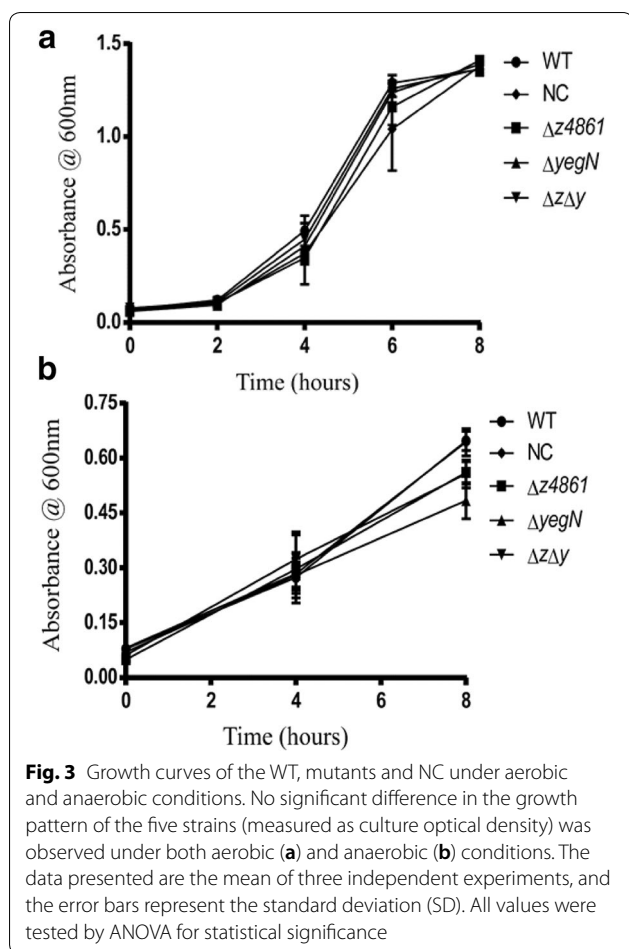 a
1.5
1.0
0.5
0.0
Absorbance @ 600nm
0 2 4 6 8
Time (hours)
WT
NC
Δz4861
ΔyegN
ΔzΔy
b
0.75
0.60
0.45
0.30
0.15
0.00
Absorbance @ 600nm
0 2 4 6 8
Time (hours)
WT
NC
Δz4861
ΔyegN
ΔzΔy
Fig. 3 Growth curves of the WT, mutants and NC under aerobic
and anaerobic conditions. No significant difference in the growth
pattern of the five strains (measured as culture optical density) was
observed under both aerobic (a) and anaerobic (b) conditions. The
data presented are the mean of three independent experiments, and
the error bars represent the standard deviation (SD). All values were
tested by ANOVA for statistical significance